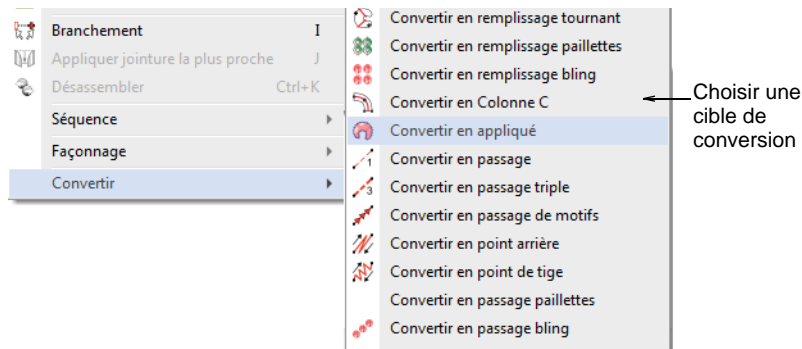 Branchement I
Appliquer jointure la plus proche J
Désassembler Ctrl+K
Séquence
Façonnage
Convertir
Convertir en remplissage tournant
Convertir en remplissage paillettes
Convertir en remplissage bling
Convertir en Colonne C
Convertir en appliqué
Convertir en passage
Convertir en passage triple
Convertir en passage de motifs
Convertir en point arrière
Convertir en point de tige
Convertir en passage paillettes
Convertir en passage bling
Choisir une
cible de
conversion